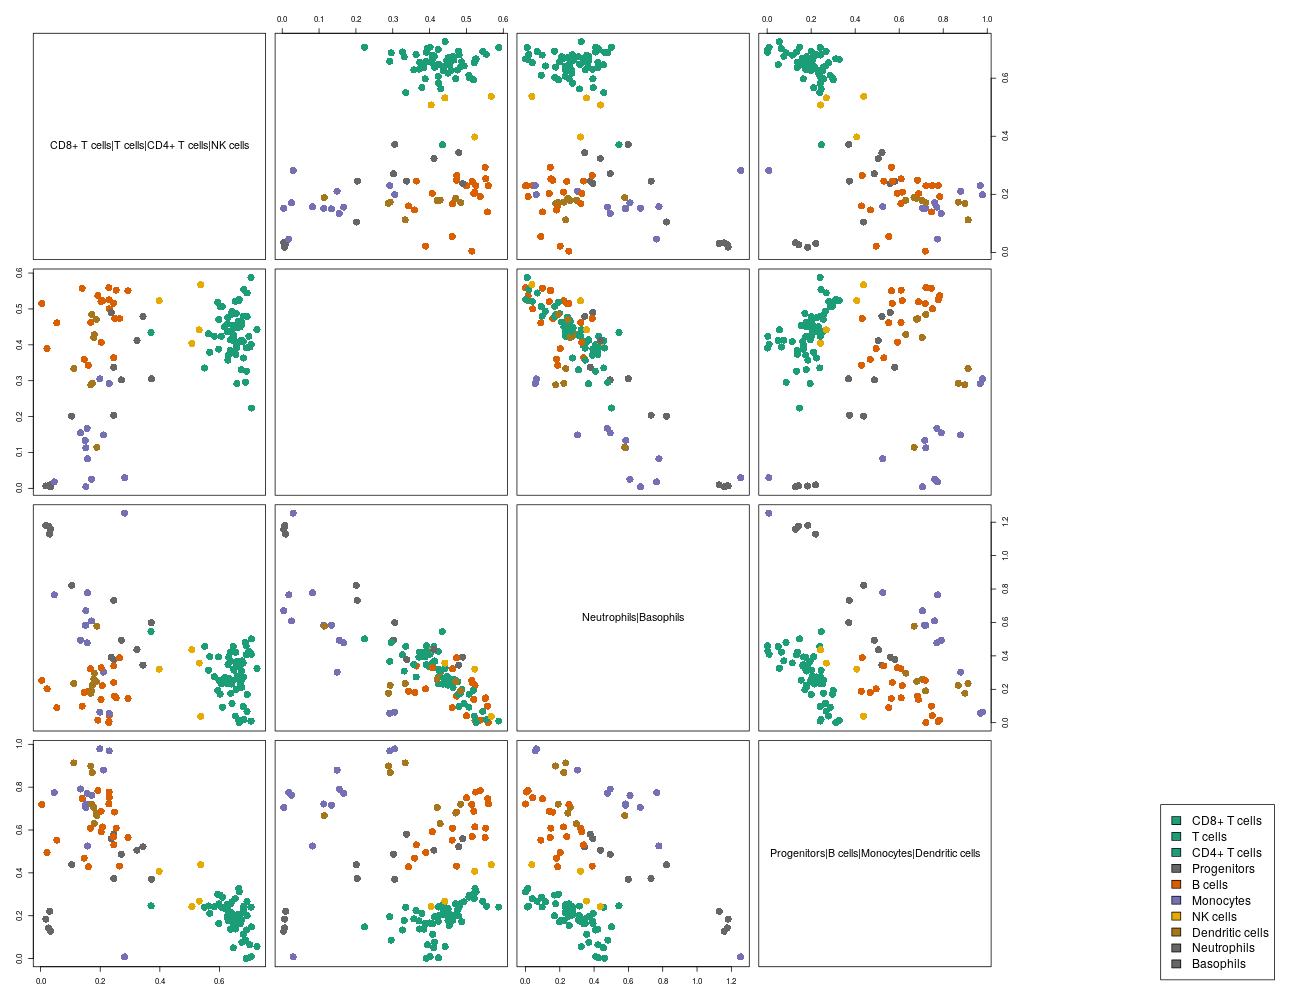 0.0 0.1 0.2 0.3 0.4 0.5 0.6
0.0 0.2 0.4 0.6 0.8 1.0
CD8+ T cells|T cells|CD4+ T cells|NK cells
0.6
0.4
0.2
0.0
0.6
0.5
0.4
0.3
0.2
0.1
0.0
Neutrophils|Basophils
1.2
1.0
0.8
0.6
0.4
0.2
0.0
1.0
0.8
0.6
0.4
0.2
0.0
Progenitors|B cells|Monocytes|Dendritic cells
0.0 0.2 0.4 0.6
0.0 0.2 0.4 0.6 0.8 1.0 1.2
CD8+ T cells
T cells
CD4+ T cells
Progenitors
B cells
Monocytes
NK cells
Dendritic cells
Neutrophils
Basophils